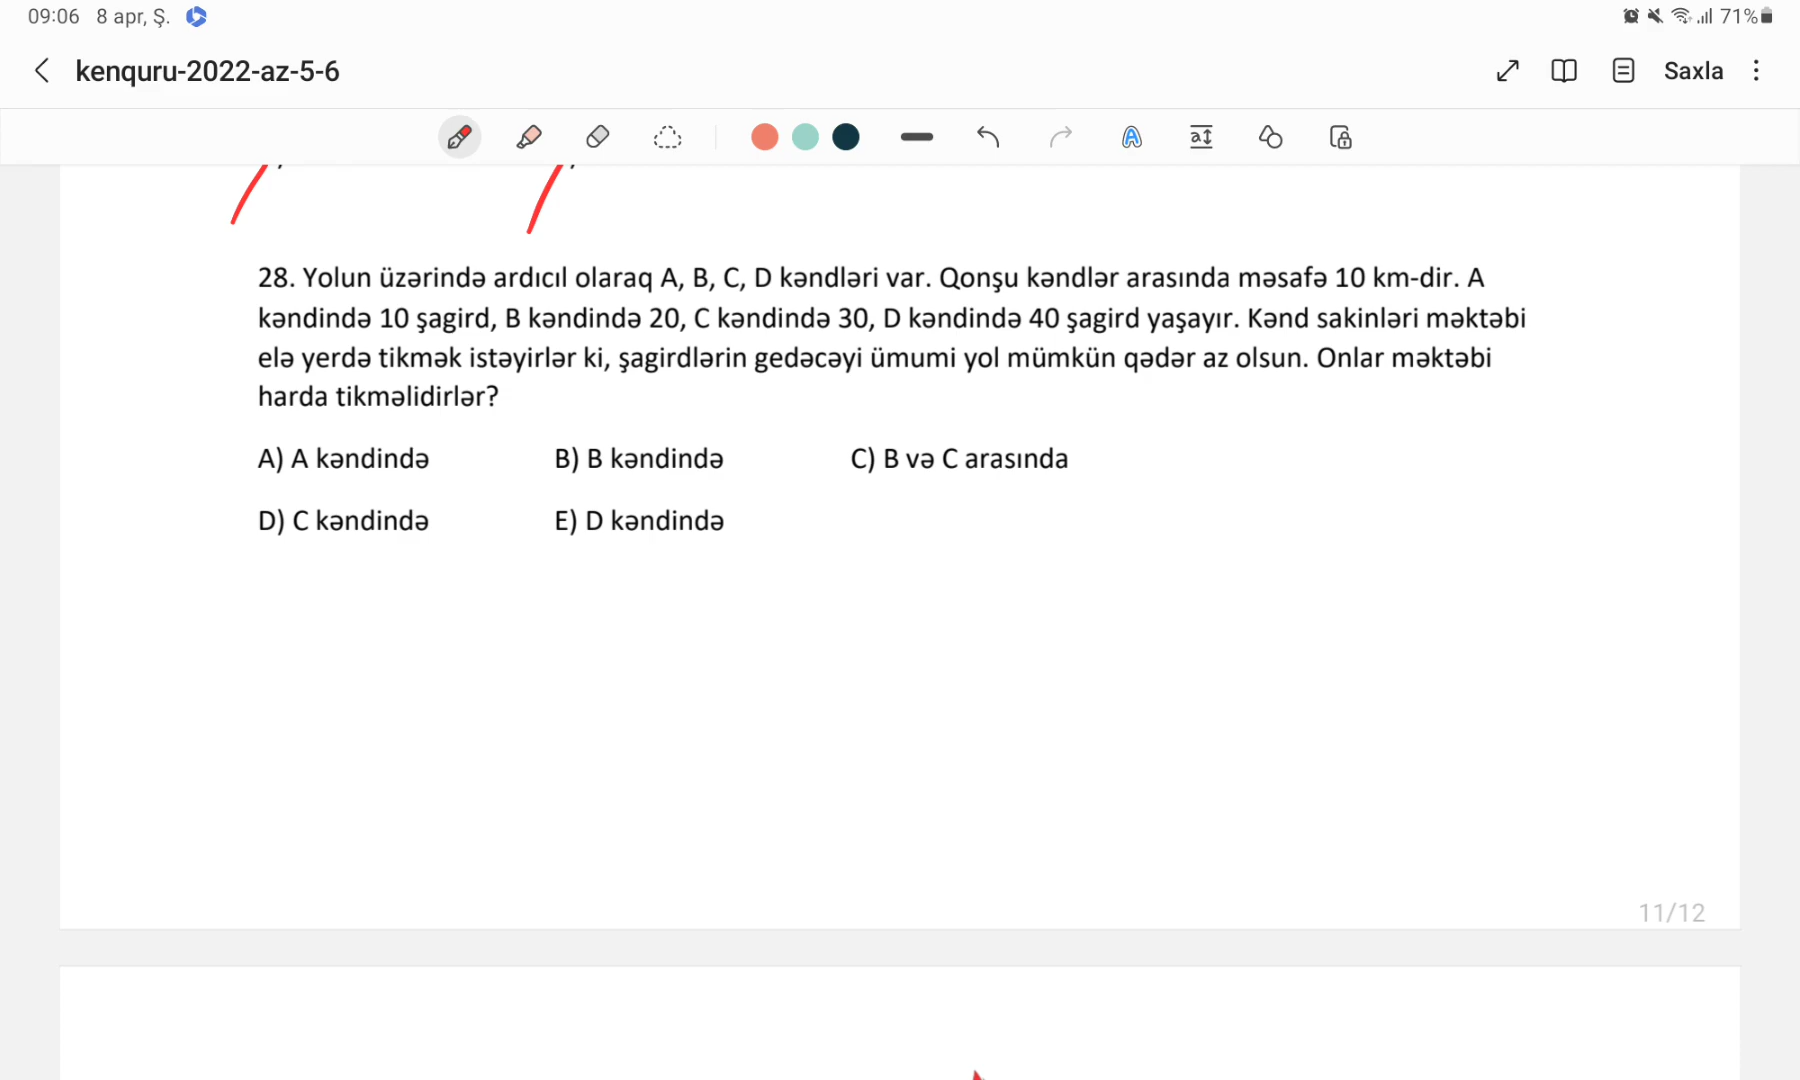 09:06 8 apr, Ş. 71%
kenquru-2022-az-5-6 Saxla
28. Yolun üzərində ardıcıl olaraq A, B, C, D kəndləri var. Qonşu kəndlər arasında məsafə 10 km-dir. A
kəndində 10 şagird, B kəndində 20, C kəndində 30, D kəndində 40 şagird yaşayır. Kənd sakinləri məktəbi
elə yerdə tikmək istəyirlər ki, şagirdlərin gedəcəyi ümumi yol mümkün qədər az olsun. Onlar məktəbi
harda tikməlidirlər?
A) A kəndində B) B kəndində C) B və C arasında
D) C kəndində E) D kəndində
11/12